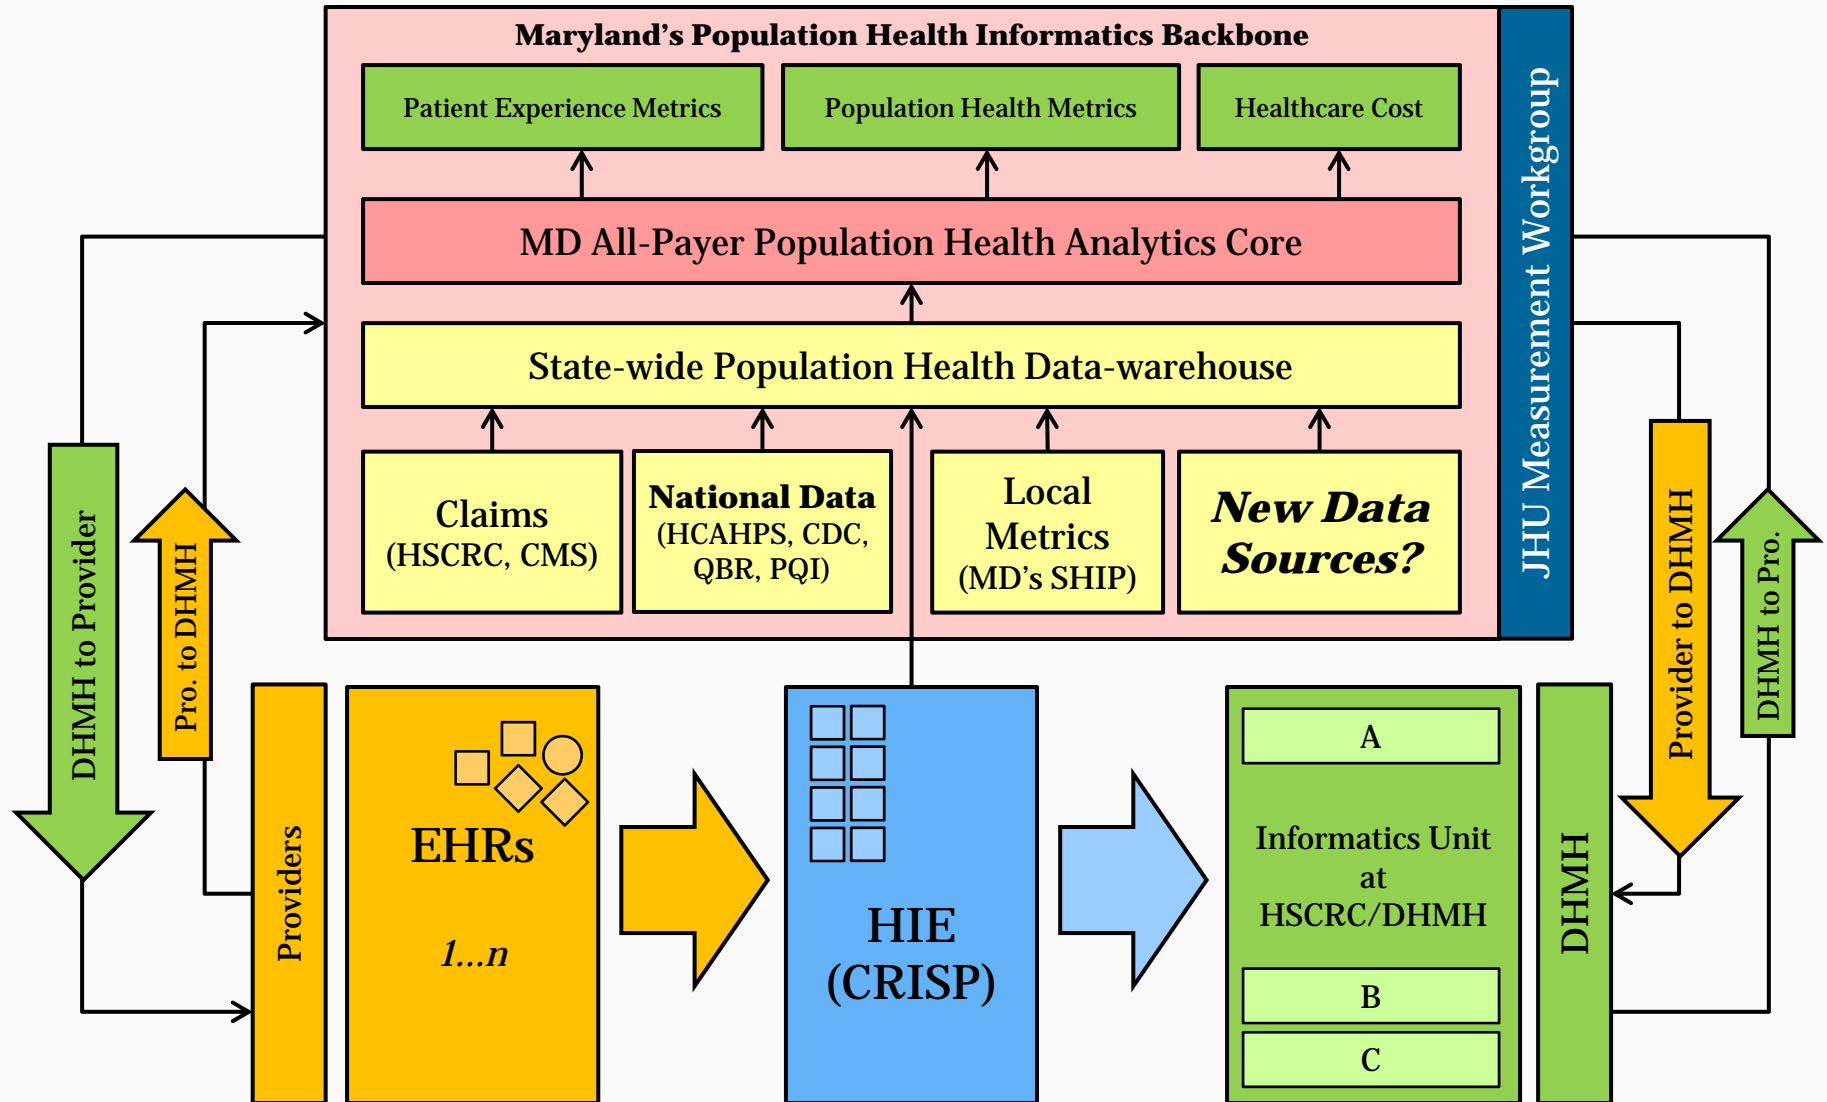 Maryland's Population Health Informatics Backbone
Patient Experience Metrics
Population Health Metrics
Healthcare Cost
MD All-Payer Population Health Analytics Core
State-wide Population Health Data-warehouse
Claims
(HSCRC, CMS)
National Data
(HCAHPS, CDC,
QBR, PQI)
Local
Metrics
(MD's SHIP)
New Data
Sources?
JHU Measurement Workgroup
DHMH to Provider
Pro. to DHMH
Provider to DHMH
DHMH to Pro.
Providers
EHRs
1...n
HIE
(CRISP)
A
Informatics Unit
at
HSCRC/DHMH
B
C
DHMH